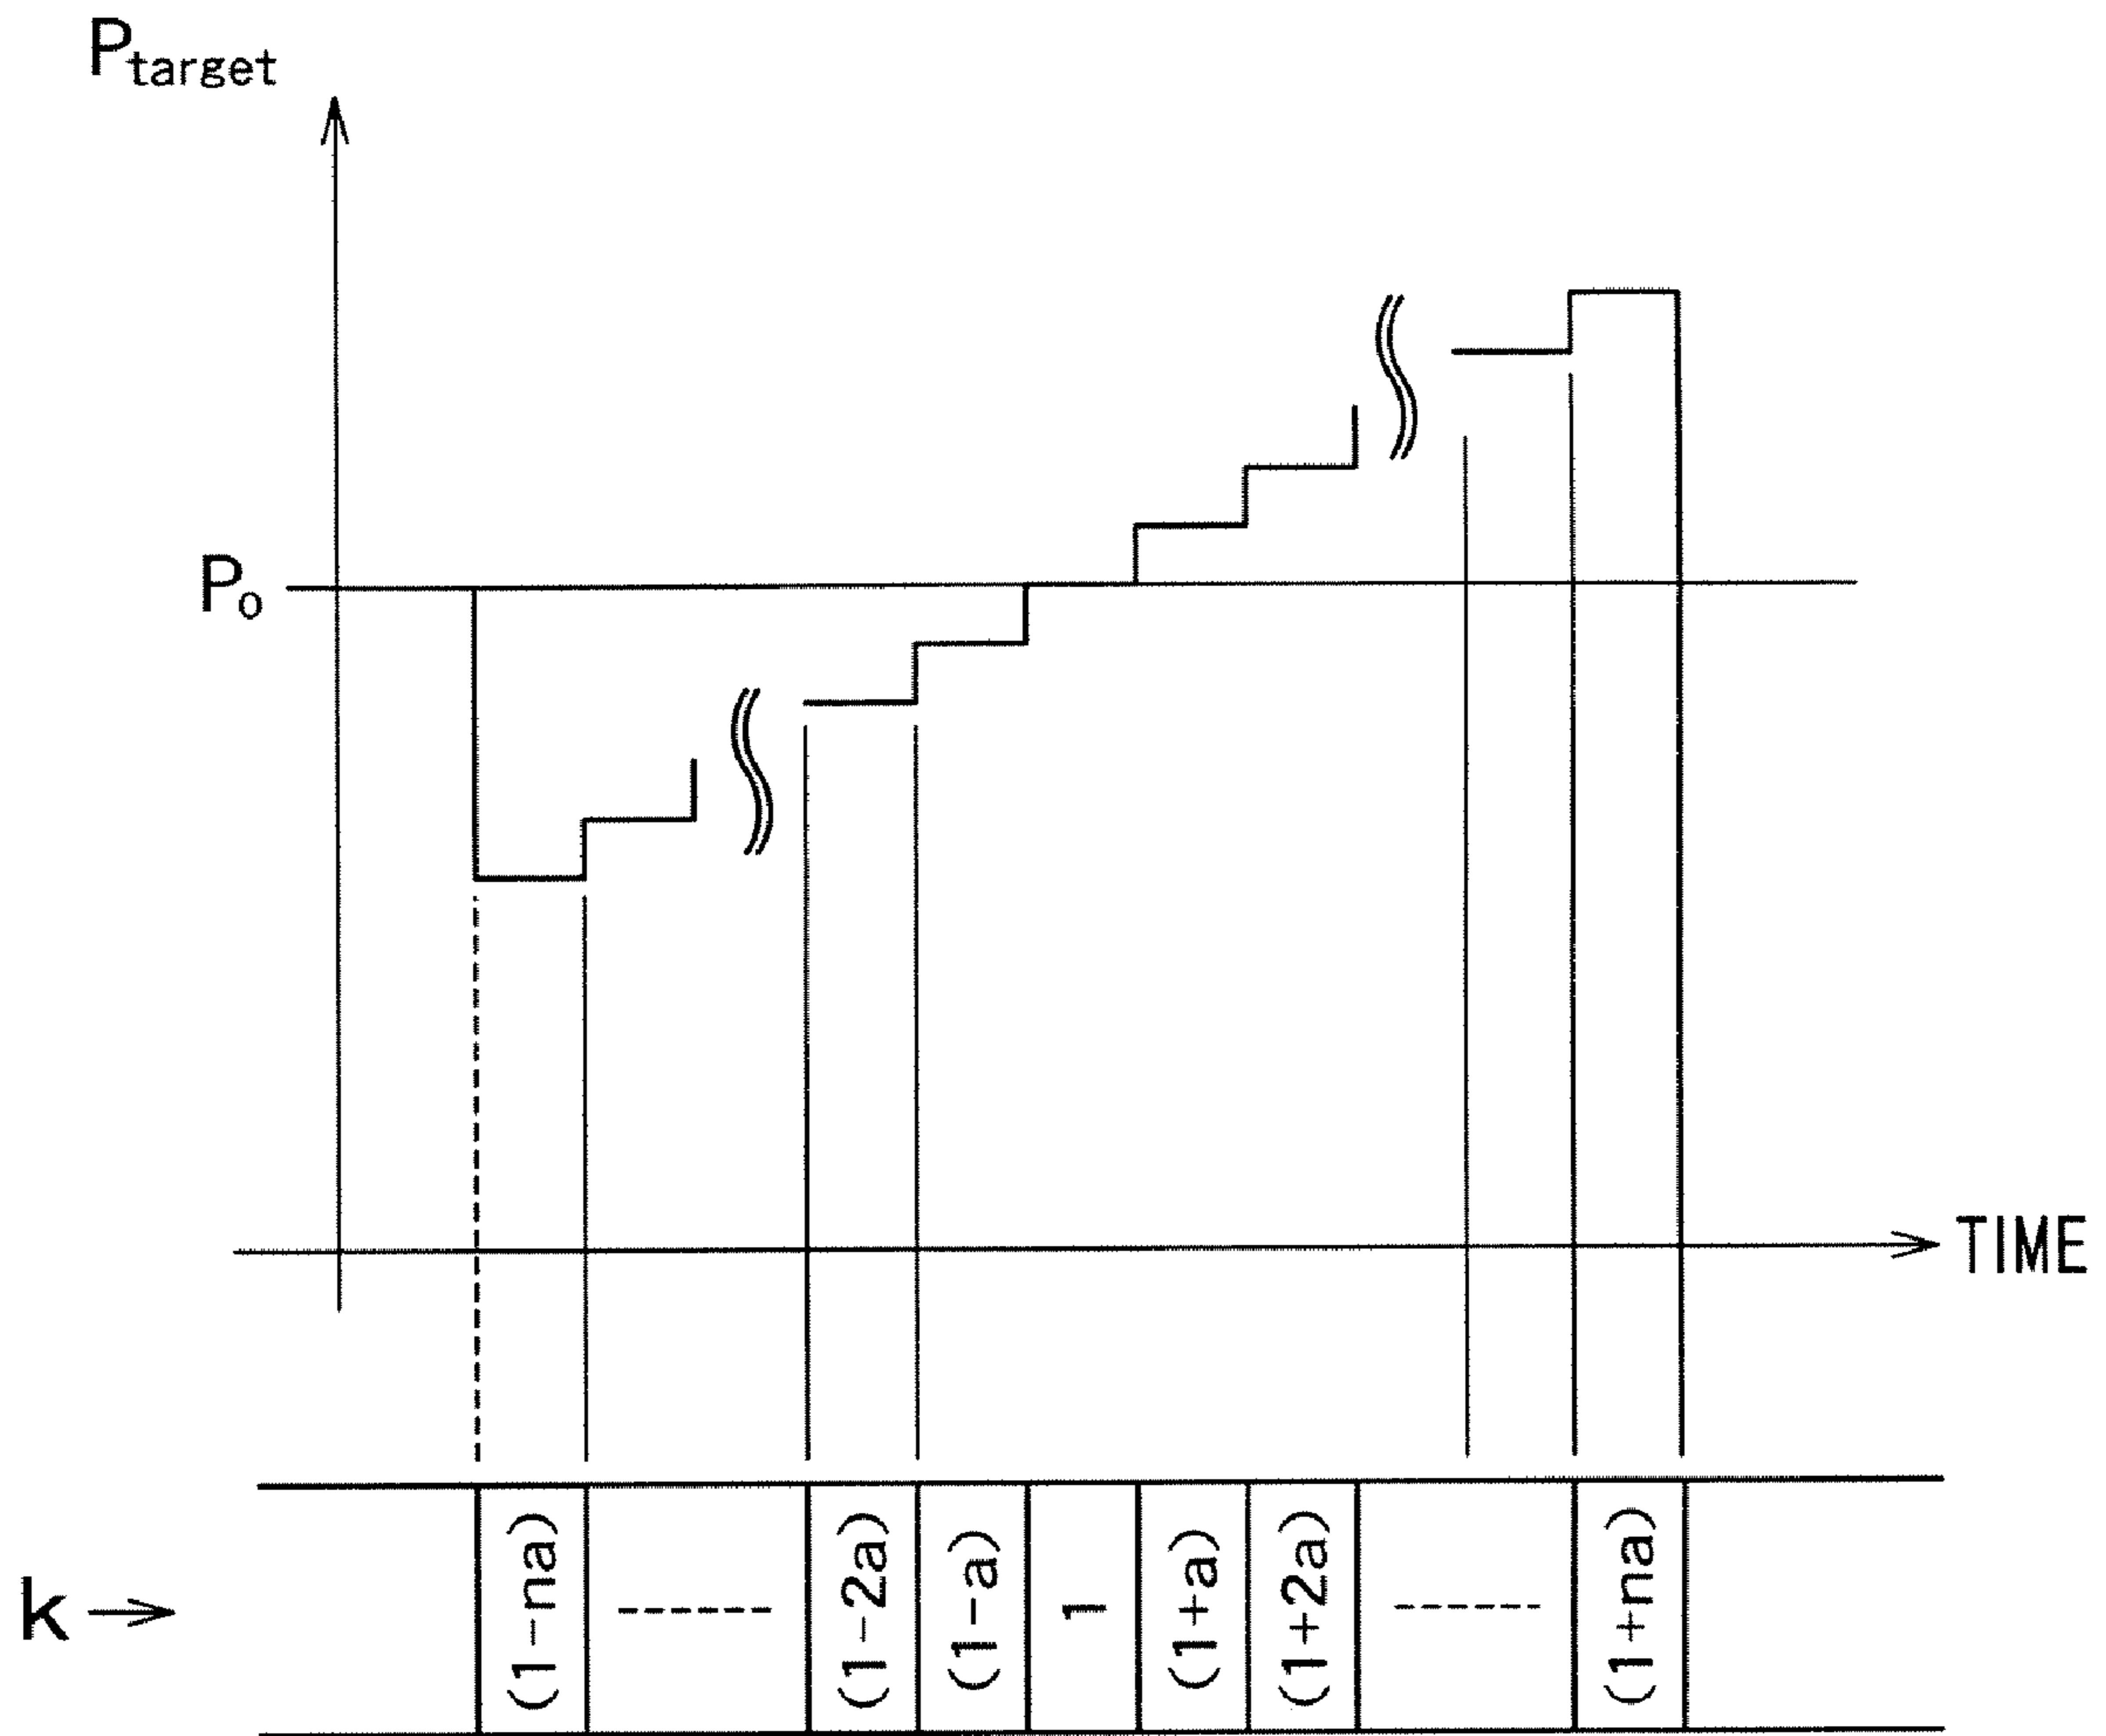 Ptarget
Po
TIME
k → (1-na) ------ (1-2a) (1-a) 1 (1+a) (1+2a) ------ (1+na)